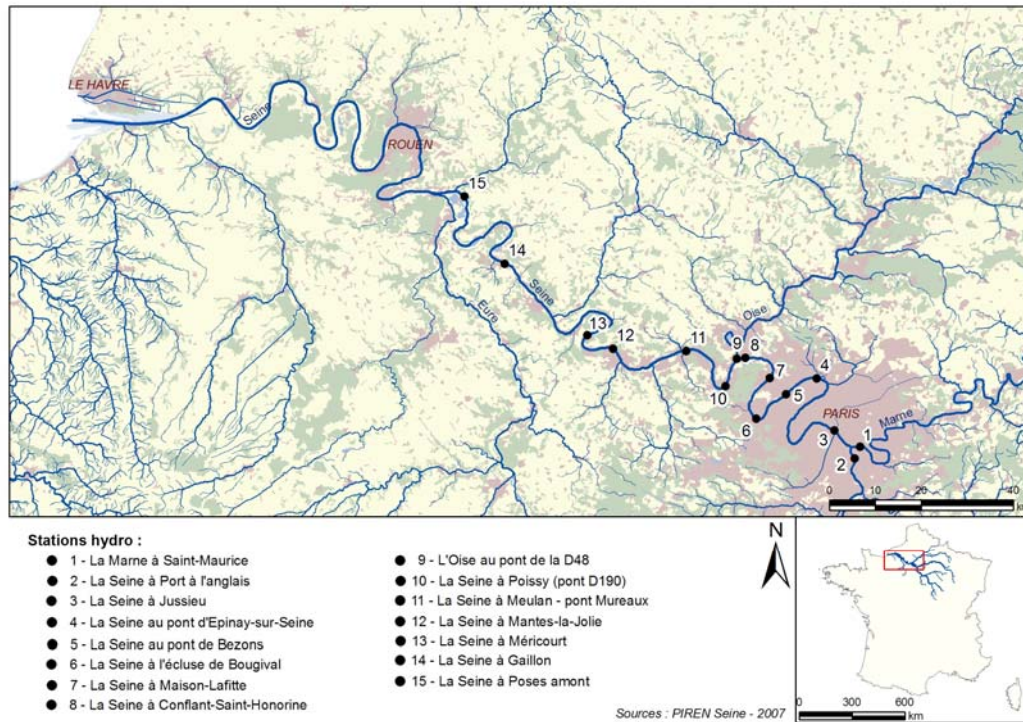 LE HAVRE
Seine
ROUEN
15
14
Seine
Eure
13
12
11
Oise
9
8
10
7
4
5
6
PARIS
Marne
3
1
2
0 10 20 40
km
Stations hydro :
1 - La Marne à Saint-Maurice
2 - La Seine à Port à l'anglais
3 - La Seine à Jussieu
4 - La Seine au pont d'Epinay-sur-Seine
5 - La Seine au pont de Bezons
6 - La Seine à l'écluse de Bougival
7 - La Seine à Maison-Lafitte
8 - La Seine à Conflant-Saint-Honorine
9 - L'Oise au pont de la D48
10 - La Seine à Poissy (pont D190)
11 - La Seine à Meulan - pont Mureaux
12 - La Seine à Mantes-la-Jolie
13 - La Seine à Méricourt
14 - La Seine à Gaillon
15 - La Seine à Poses amont
Sources : PIREN Seine - 2007
N
0 300 600
km